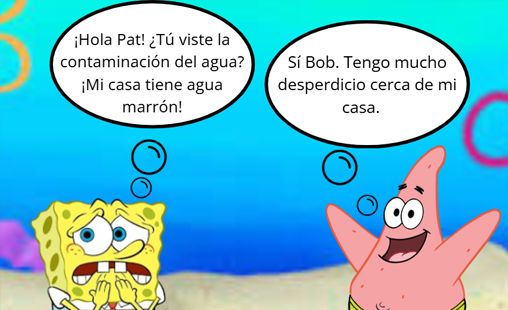 ¡Hola Pat! ¿Tú viste la
contaminación del agua?
¡Mi casa tiene agua
marrón!
Sí Bob. Tengo mucho
desperdicio cerca de mi
casa.